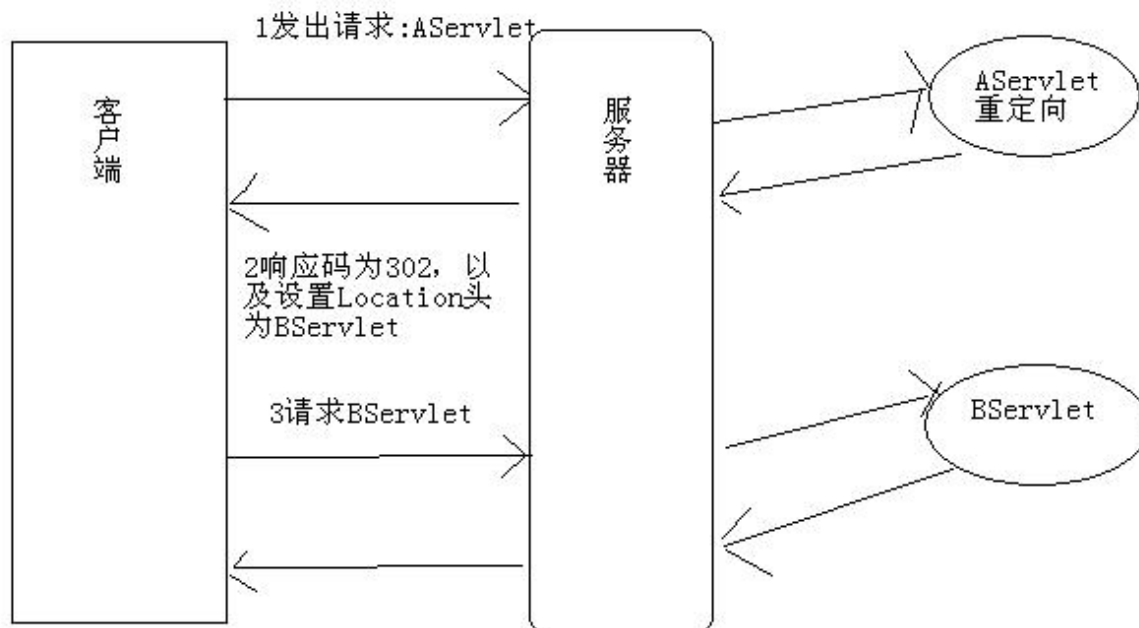 1发出请求:AServlet
客户端
服务器
AServlet
重定向
2响应码为302，以
及设置Location头
为BServlet
3请求BServlet
BServlet